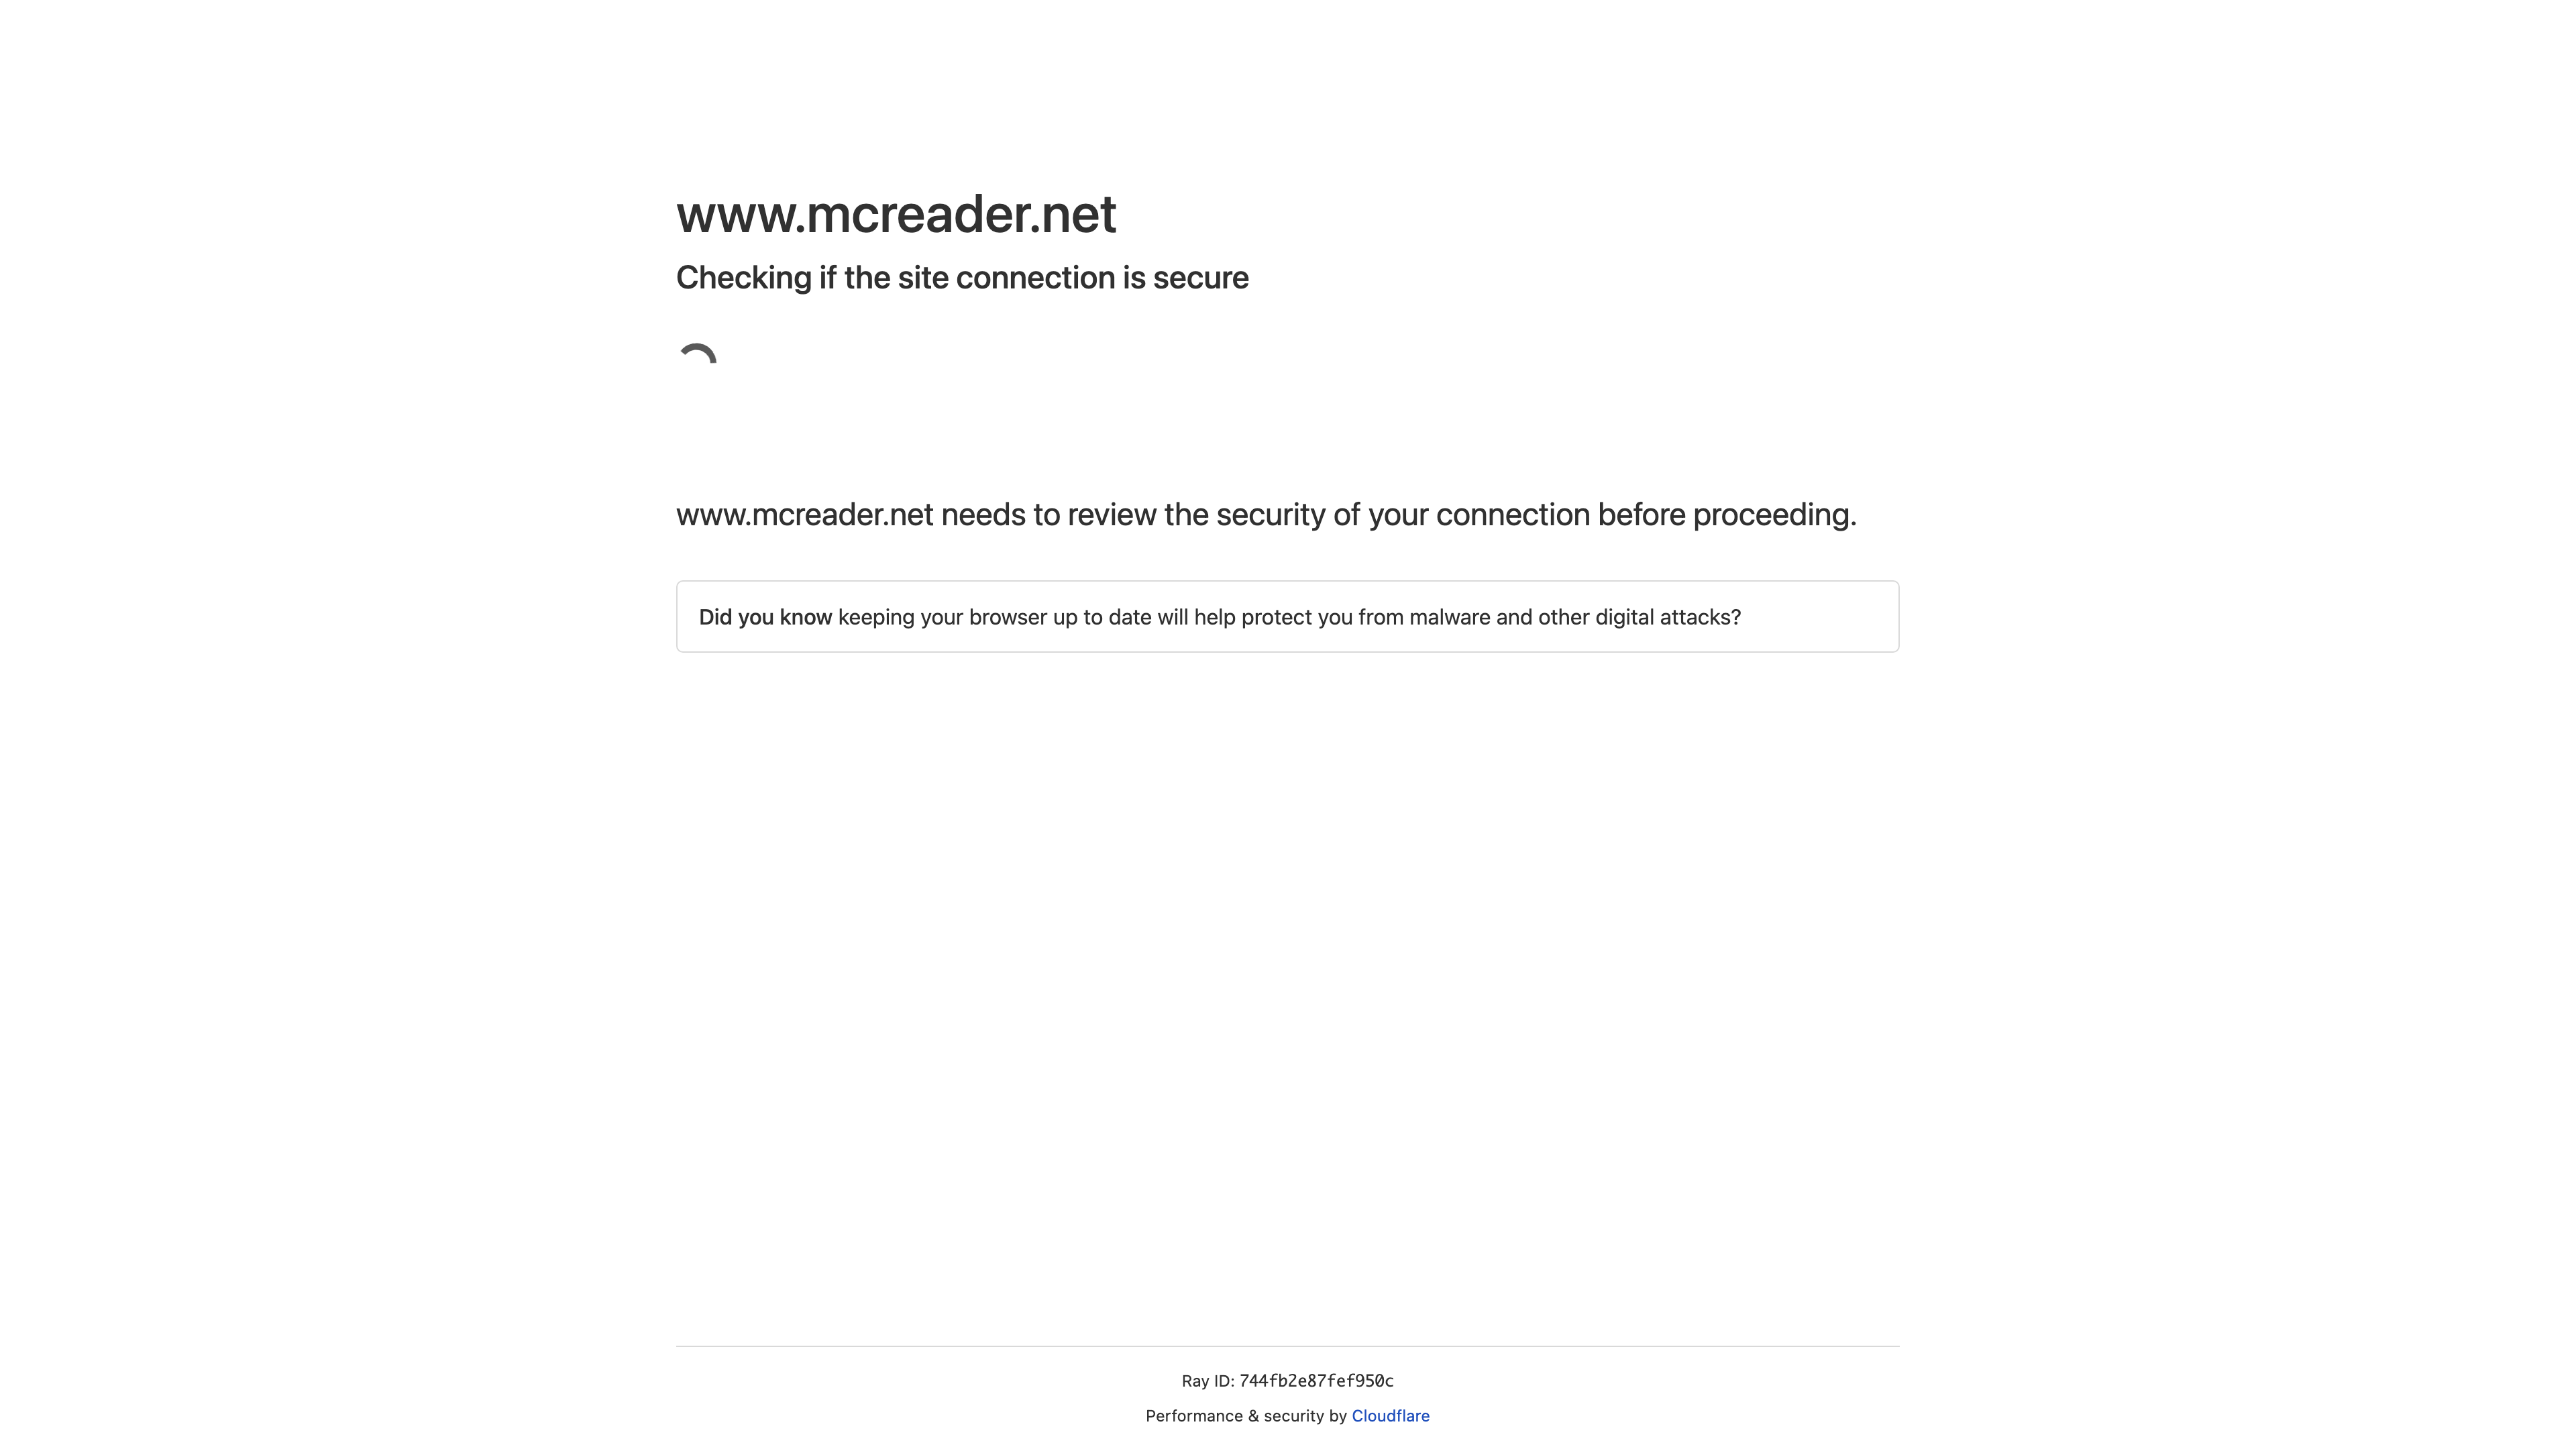 www.mcreader.net
Checking if the site connection is secure
www.mcreader.net needs to review the security of your connection before proceeding.
Did you know keeping your browser up to date will help protect you from malware and other digital attacks?
Ray ID: 744fb2e87fef950c
Performance & security by Cloudflare